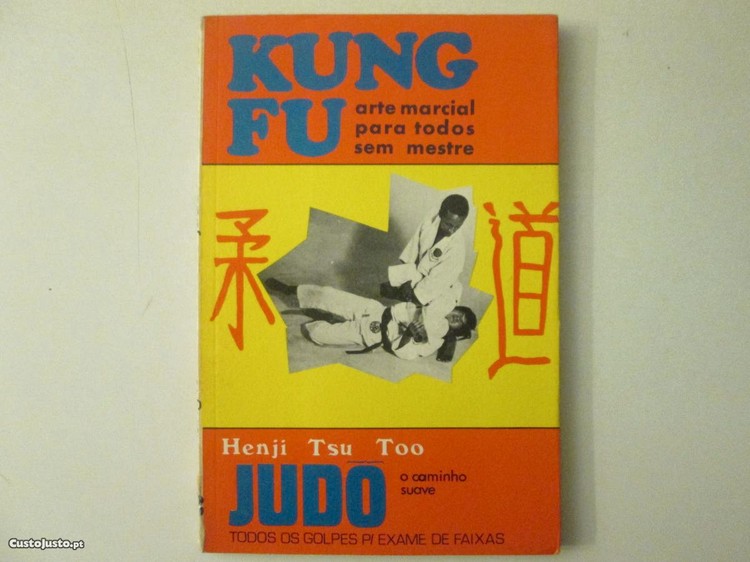 KUNG
FU
arte marcial
para todos
sem mestre
柔 道
Henji Tsu Too
JUDÔ
o caminho
suave
TODOS OS GOLPES P/ EXAME DE FAIXAS
CustoJusto.pt